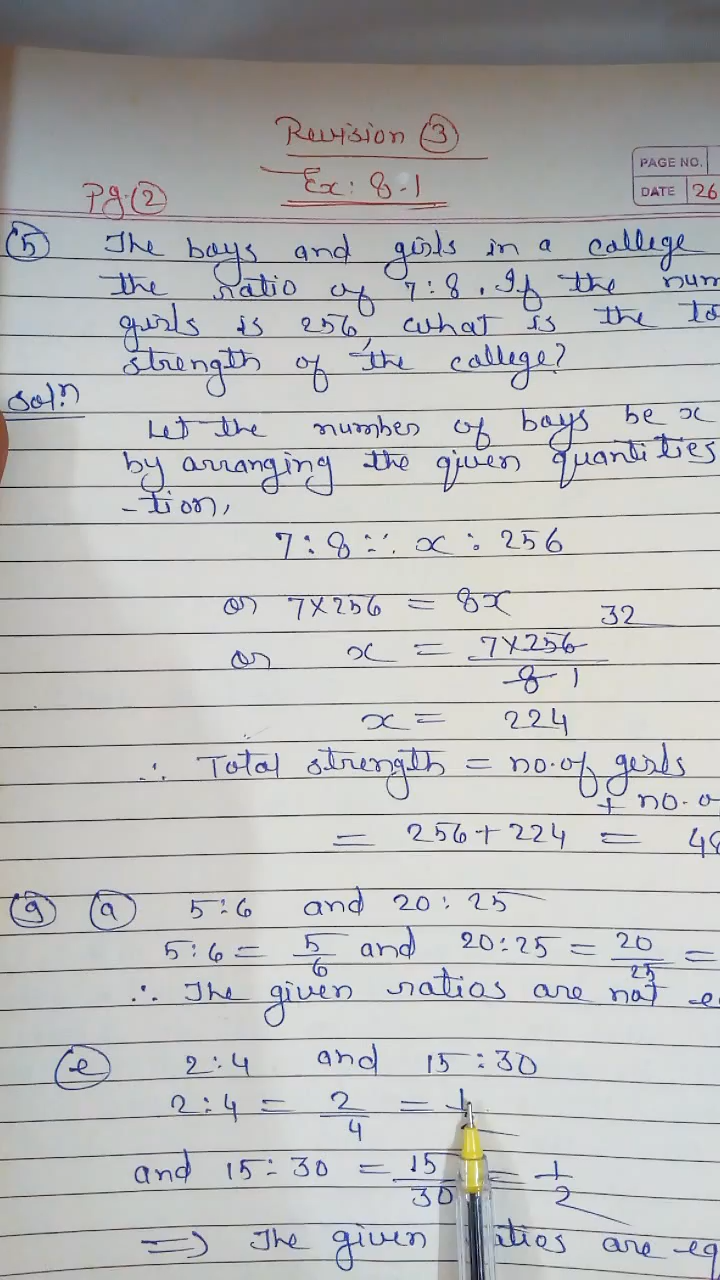 Revision ③
PAGE NO.
Ex: 8.1
DATE 26
Pg. ②
⑤ The boys and girls in a college
the ratio of 7:8. If the num
girls is 256, what is the to
strength of the college?
Sol.n
Let the number of boys be x
by arranging the given quantities
-tion,
7 : 8 :: x : 256
or 7×256 = 8x
32
or x = 7×256
8 1
x = 224
∴ Total strength = no. of girls
+ no. o
= 256 + 224 = 48
⑨ ⓐ 5:6 and 20:25
5:6 = 5/6 and 20:25 = 20/25 =
∴ The given ratios are not e
ⓔ 2:4 and 15:30
2:4 = 2/4 = 1
and 15:30 = 15/30 = 1/2
⇒ The given atios are eq